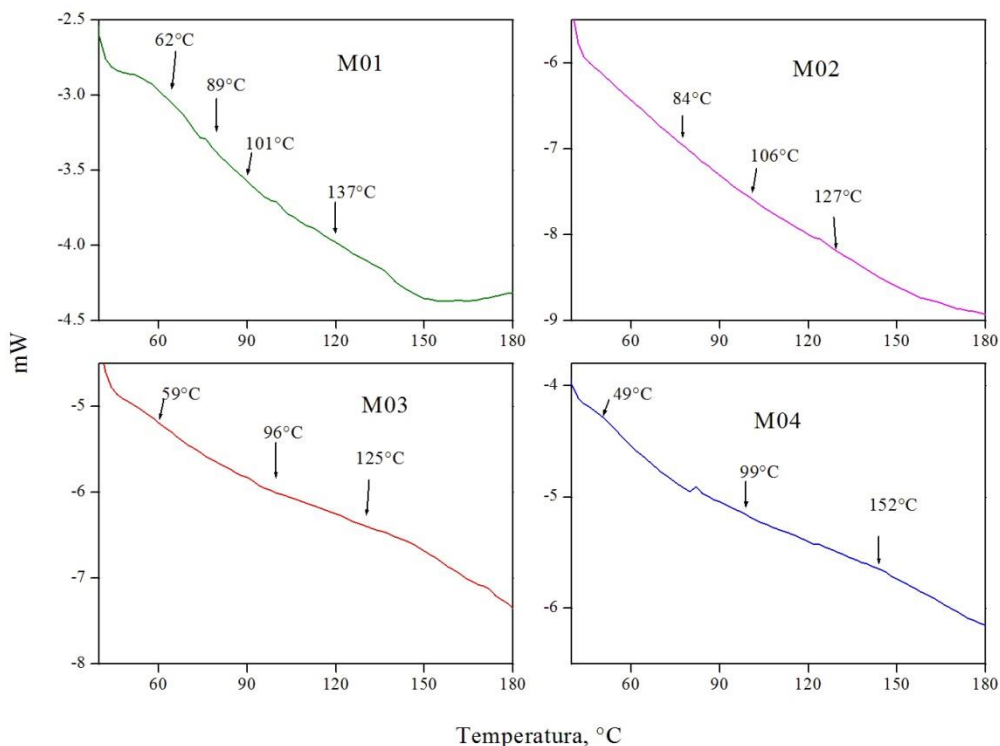 -2.5
-3.0
-3.5
-4.0
-4.5
62°C
89°C
101°C
137°C
M01
60
90
120
150
180
-6
-7
-8
-9
84°C
106°C
127°C
M02
60
90
120
150
180
mW
-5
-6
-7
-8
59°C
96°C
125°C
M03
60
90
120
150
180
-4
-5
-6
49°C
99°C
152°C
M04
60
90
120
150
180
Temperatura, °C